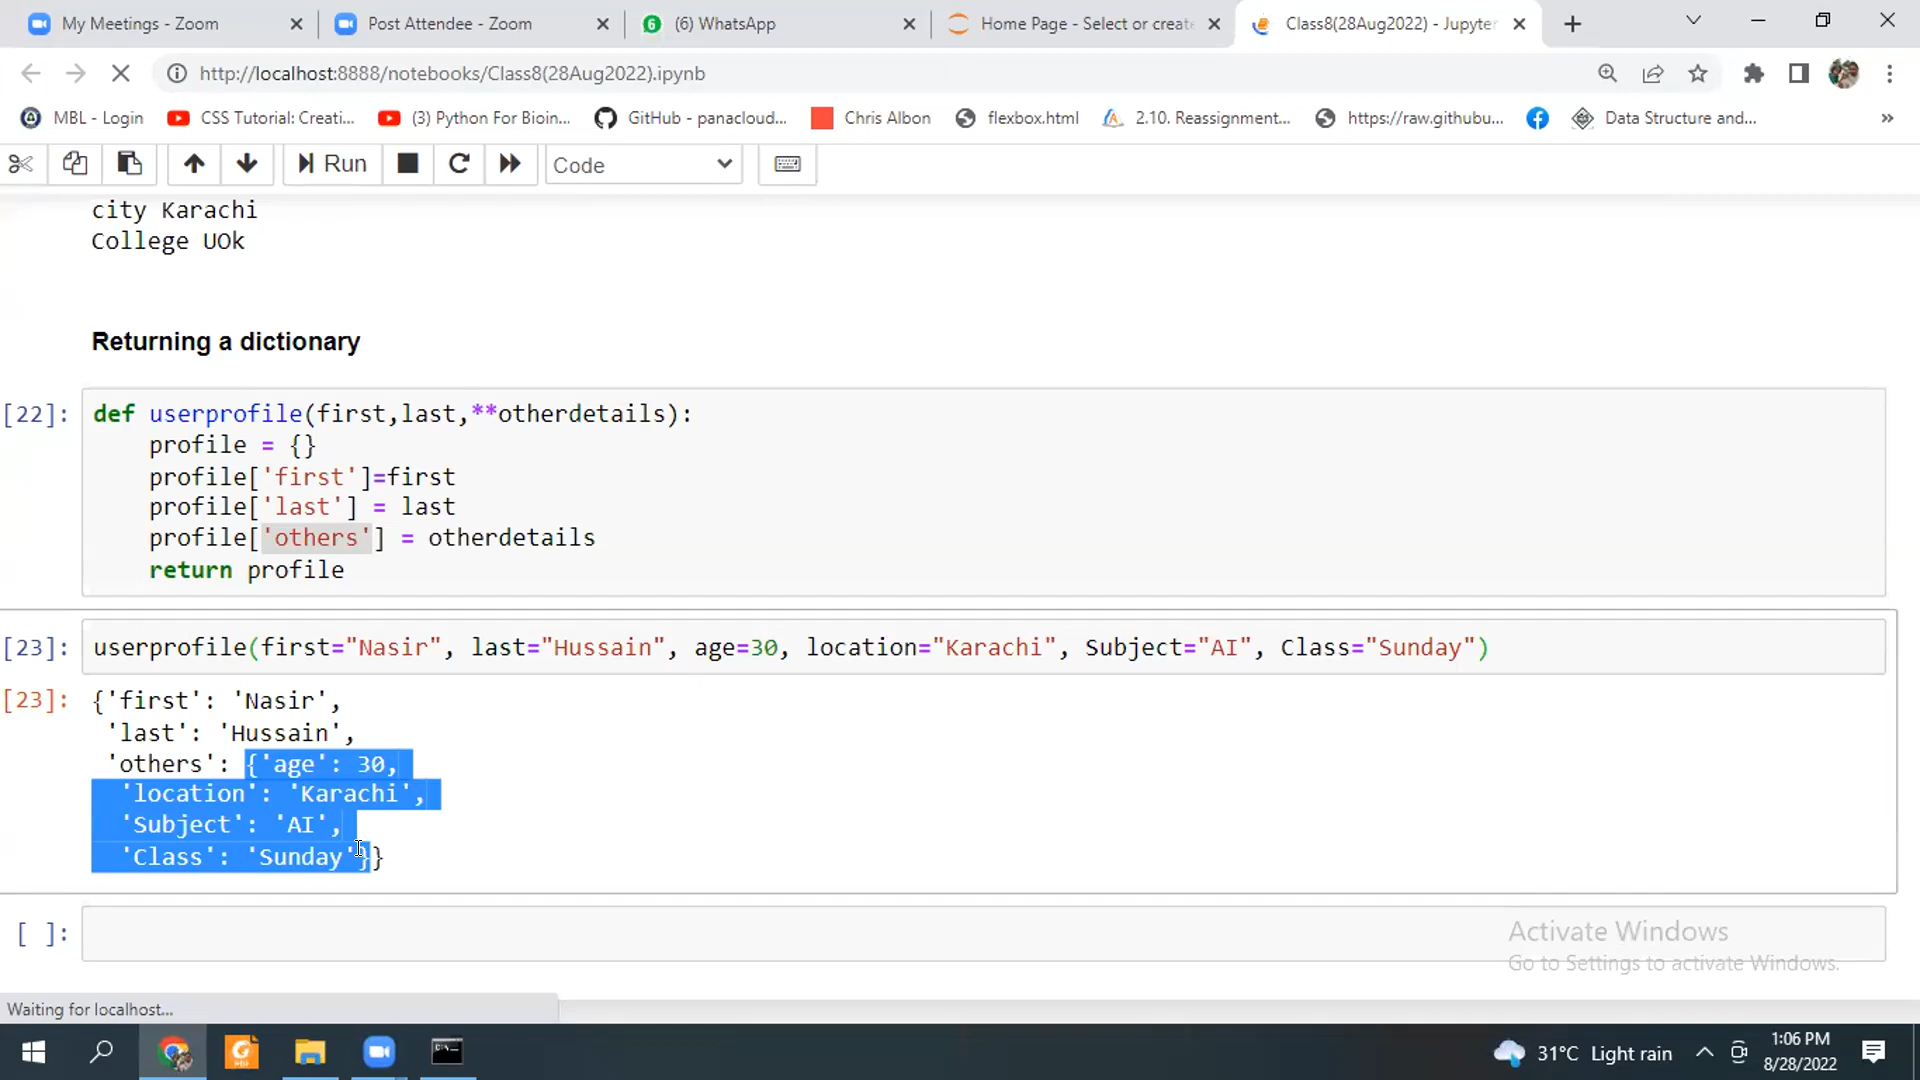 My Meetings - Zoom
Post Attendee - Zoom
6
(6) WhatsApp
Home Page - Select or create
Class8(28Aug2022) - Jupyter
http://localhost:8888/notebooks/Class8(28Aug2022).ipynb
MBL - Login
CSS Tutorial: Creati...
(3) Python For Bioin...
GitHub - panacloud...
Chris Albon
flexbox.html
2.10. Reassignment...
https://raw.githubu...
Data Structure and...
»
Run
Code
city Karachi
College UOk
Returning a dictionary
[22]:
def userprofile(first,last,**otherdetails):
profile = {}
profile['first']=first
profile['last'] = last
profile['others'] = otherdetails
return profile
[23]:
userprofile(first="Nasir", last="Hussain", age=30, location="Karachi", Subject="AI", Class="Sunday")
[23]:
{'first': 'Nasir',
'last': 'Hussain',
'others': {'age': 30,
'location': 'Karachi',
'Subject': 'AI',
'Class': 'Sunday'}}
[ ]:
Activate Windows
Go to Settings to activate Windows.
Waiting for localhost...
31°C Light rain
1:06 PM
8/28/2022